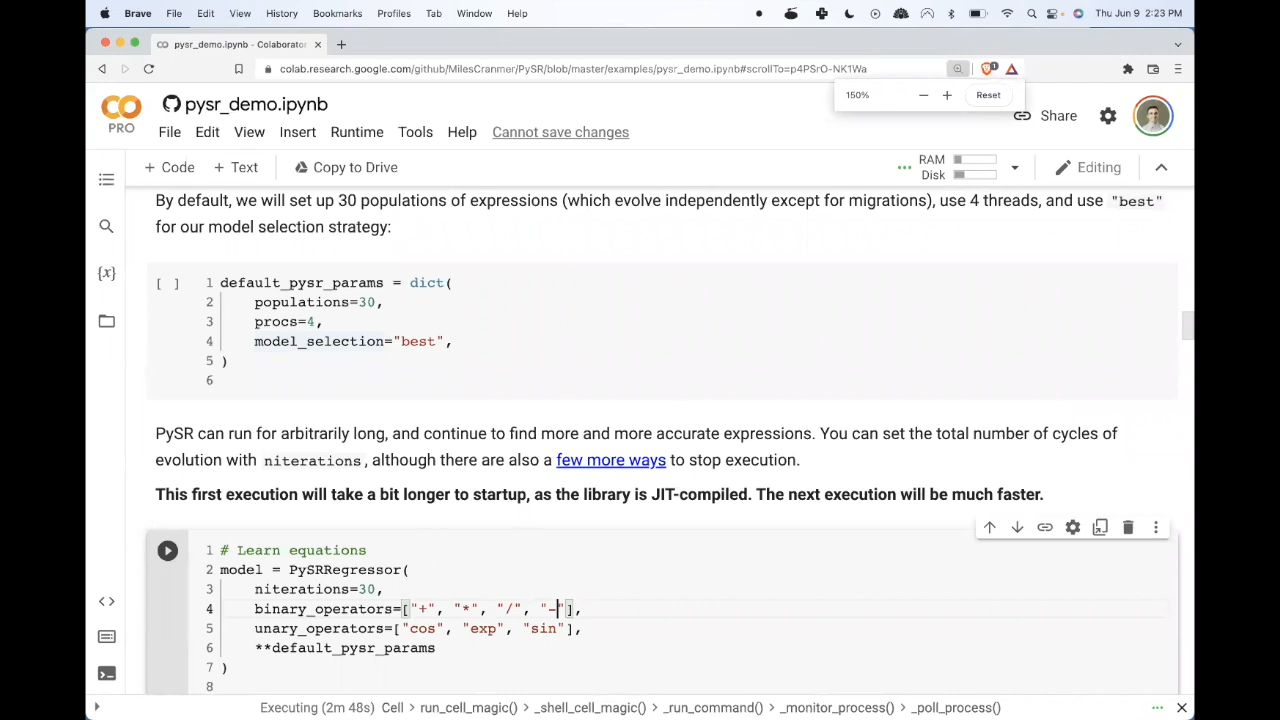 Brave File Edit View History Bookmarks Profiles Tab Window Help Thu Jun 9 2:23 PM
pysr_demo.ipynb - Colaborator
colab.research.google.com/github/MilesCranmer/PySR/blob/master/examples/pysr_demo.ipynb#scrollTo=p4PSrO-NK1Wa
150% Reset
pysr_demo.ipynb
PRO
File Edit View Insert Runtime Tools Help Cannot save changes
Share
+ Code + Text Copy to Drive
RAM
Disk
Editing
By default, we will set up 30 populations of expressions (which evolve independently except for migrations), use 4 threads, and use "best"
for our model selection strategy:
[ ] 1 default_pysr_params = dict(
2 populations=30,
3 procs=4,
4 model_selection="best",
5 )
6
PySR can run for arbitrarily long, and continue to find more and more accurate expressions. You can set the total number of cycles of
evolution with niterations, although there are also a few more ways to stop execution.
This first execution will take a bit longer to startup, as the library is JIT-compiled. The next execution will be much faster.
1 # Learn equations
2 model = PySRRegressor(
3 niterations=30,
4 binary_operators=["+", "*", "/", "-"],
5 unary_operators=["cos", "exp", "sin"],
6 **default_pysr_params
7 )
8
Executing (2m 48s) Cell > run_cell_magic() > _shell_cell_magic() > _run_command() > _monitor_process() > _poll_process()